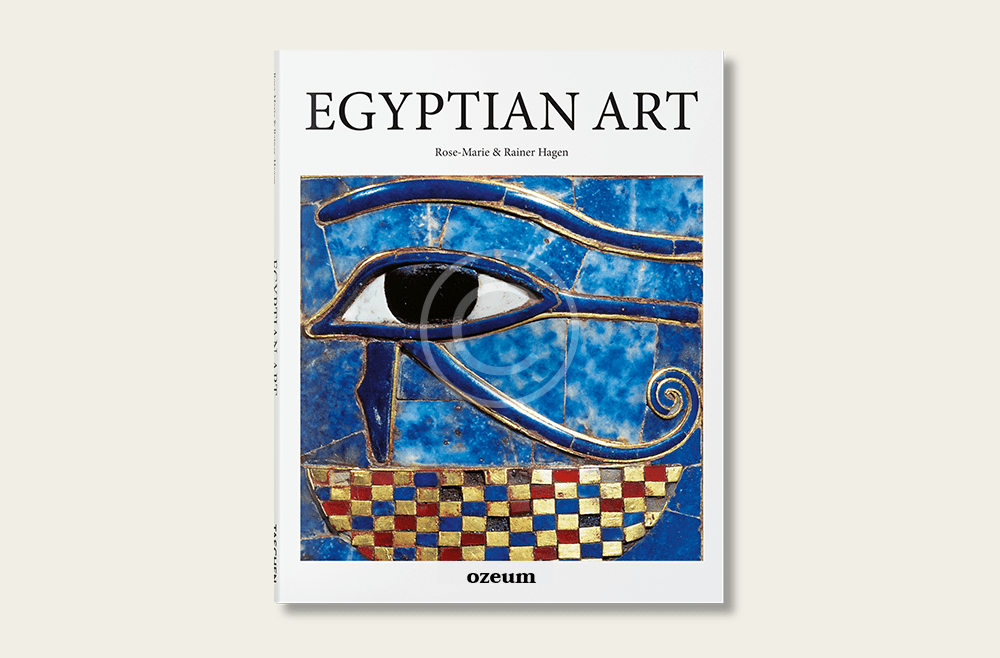 EGYPTIAN ART
Rose-Marie & Rainer Hagen
ozeum
EGYPTIAN ART
TASCHEN